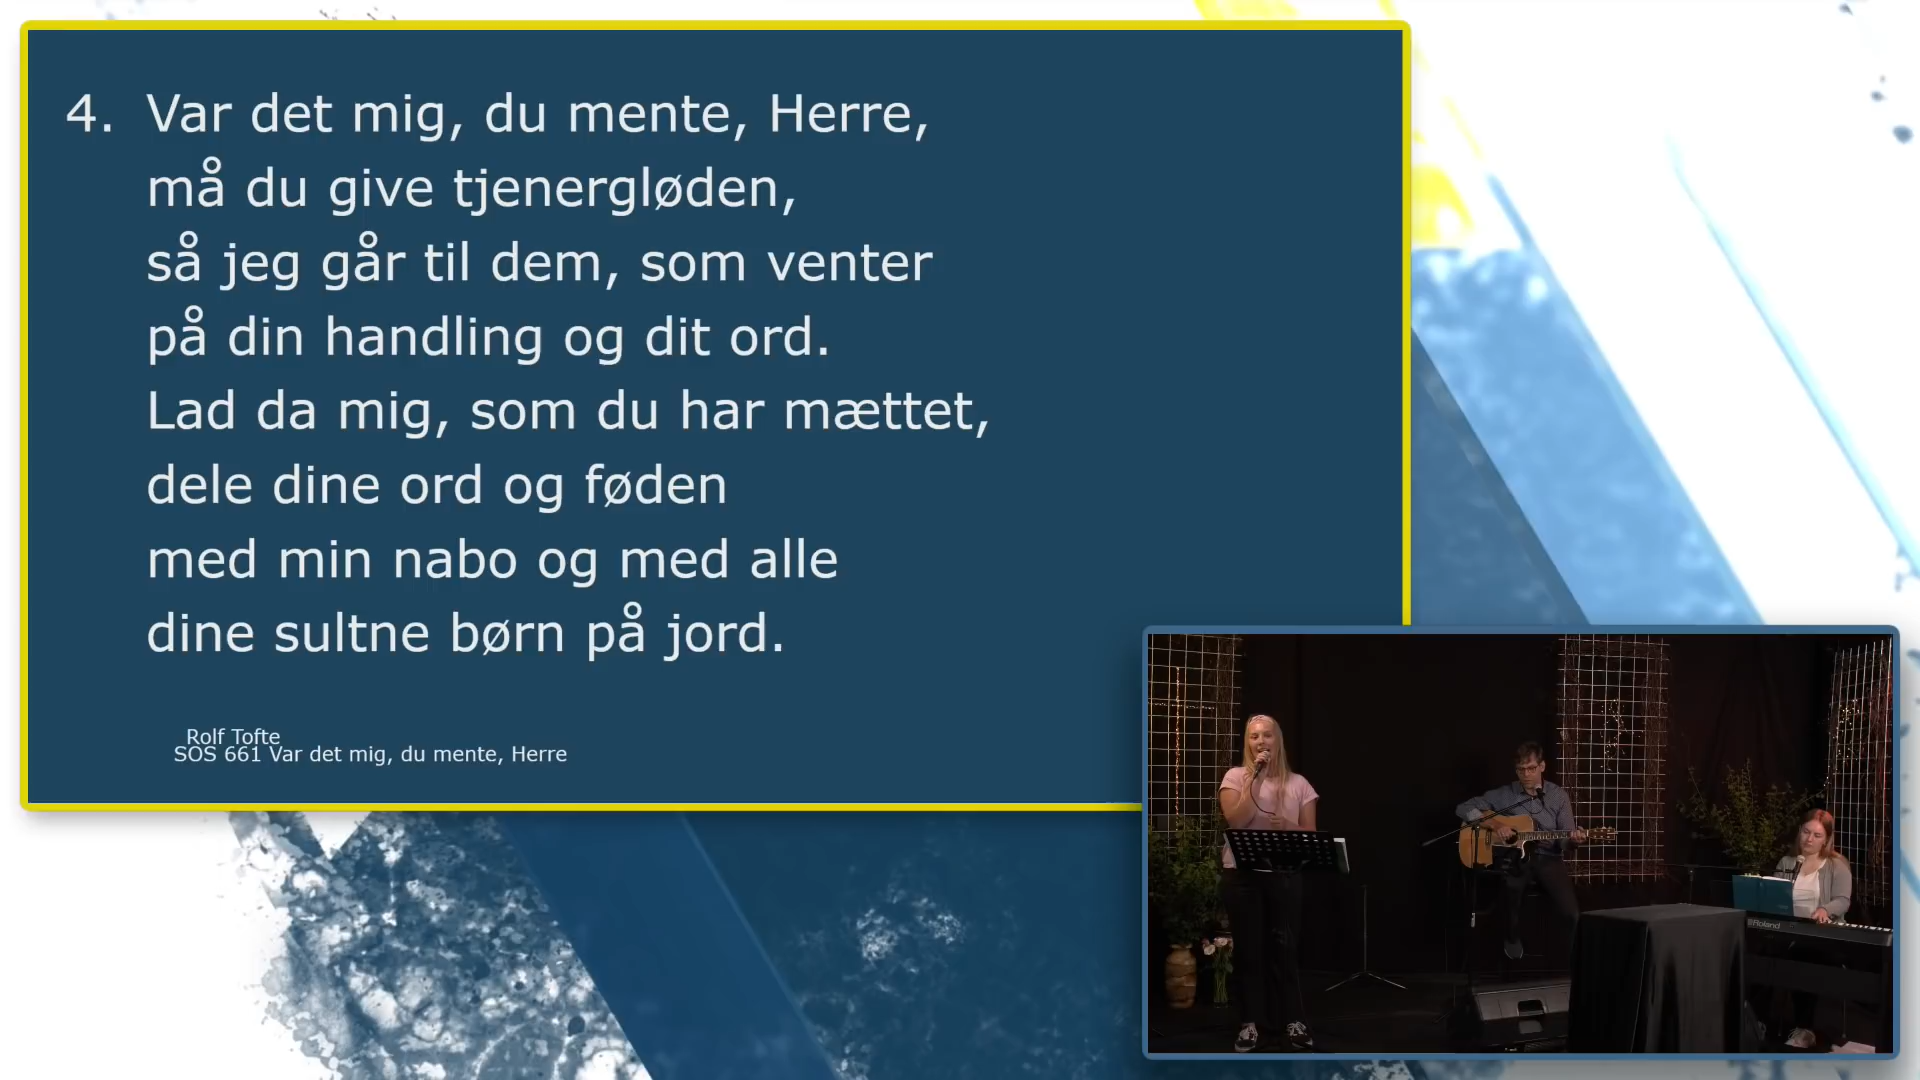 4. Var det mig, du mente, Herre,
må du give tjenergløden,
så jeg går til dem, som venter
på din handling og dit ord.
Lad da mig, som du har mættet,
dele dine ord og føden
med min nabo og med alle
dine sultne børn på jord.
Rolf Tofte
SOS 661 Var det mig, du mente, Herre
Roland